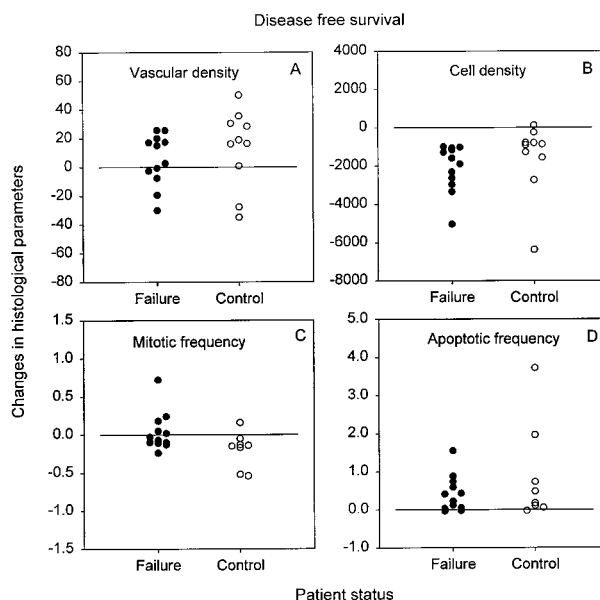 Disease free survival
Changes in histological parameters
80
60
40
20
0
-20
-40
-60
-80
Vascular density A
Failure Control
4000
2000
0
-2000
-4000
-6000
-8000
Cell density B
Failure Control
1.5
1.0
0.5
0.0
-0.5
-1.0
-1.5
Mitotic frequency C
Failure Control
5.0
4.0
3.0
2.0
1.0
0.0
-1.0
Apoptotic frequency D
Failure Control
Patient status